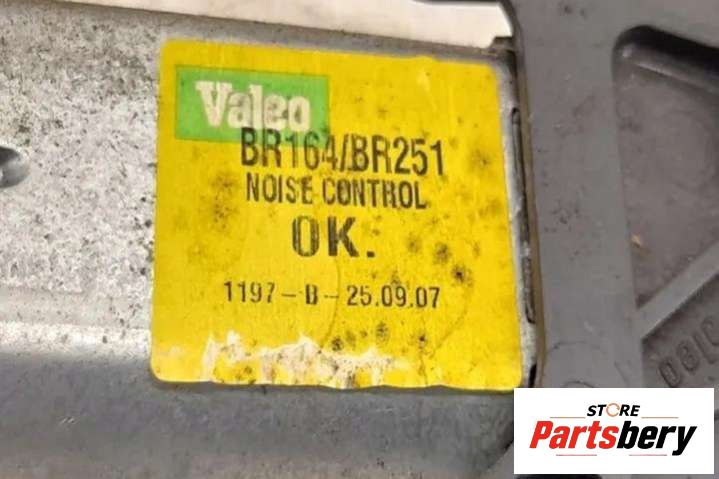 Valeo
BR164/BR251
NOISE CONTROL
OK.
1197-B-25.09.07
STORE
Partsbery